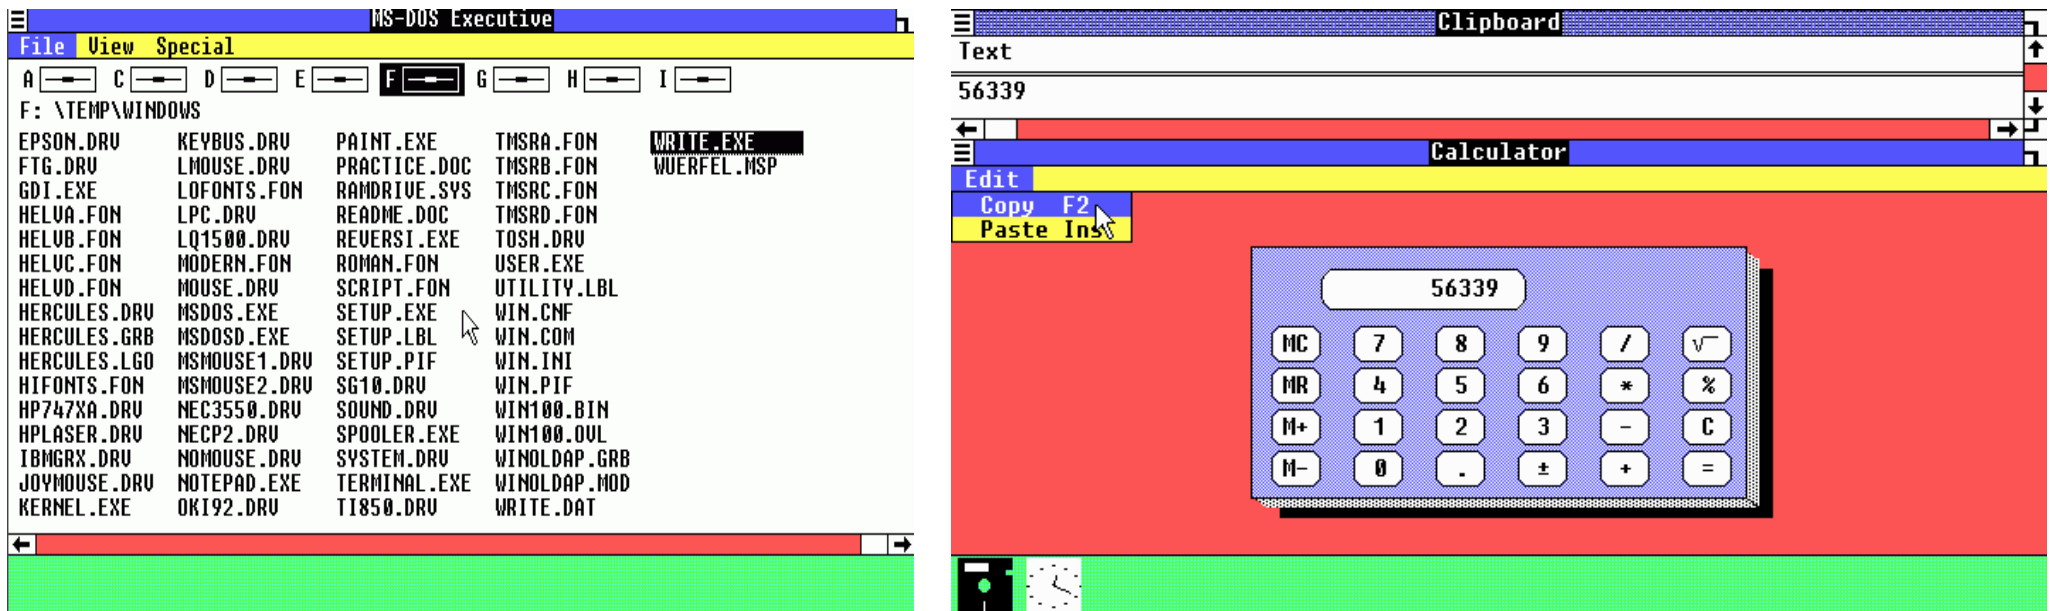 MS-DOS Executive
File View Special
A C D E F G H I
F: \TEMP\WINDOWS
EPSON.DRV KEYBUS.DRV PAINT.EXE TMSRA.FON WRITE.EXE
FTG.DRV LMOUSE.DRV PRACTICE.DOC TMSRB.FON WUERFEL.MSP
GDI.EXE LOFONTS.FON RAMDRIVE.SYS TMSRC.FON
HELVA.FON LPC.DRV README.DOC TMSRD.FON
HELVB.FON LQ1500.DRV REVERSI.EXE TOSH.DRV
HELVC.FON MODERN.FON ROMAN.FON USER.EXE
HELVD.FON MOUSE.DRV SCRIPT.FON UTILITY.LBL
HERCULES.DRV MSDOS.EXE SETUP.EXE WIN.CNF
HERCULES.GRB MSDOSD.EXE SETUP.LBL WIN.COM
HERCULES.LGO MSMOUSE1.DRV SETUP.PIF WIN.INI
HIFONTS.FON MSMOUSE2.DRV SG10.DRV WIN.PIF
HP747XA.DRV NEC3550.DRV SOUND.DRV WIN100.BIN
HPLASER.DRV NECP2.DRV SPOOLER.EXE WIN100.OVL
IBMGRX.DRV NOMOUSE.DRV SYSTEM.DRV WINOLDAP.GRB
JOYMOUSE.DRV NOTEPAD.EXE TERMINAL.EXE WINOLDAP.MOD
KERNEL.EXE OKI92.DRV TI850.DRV WRITE.DAT
Clipboard
Text
56339
Calculator
Edit
Copy F2
Paste Ins
56339
MC 7 8 9 / √
MR 4 5 6 * %
M+ 1 2 3 - C
M- 0 . ± + =